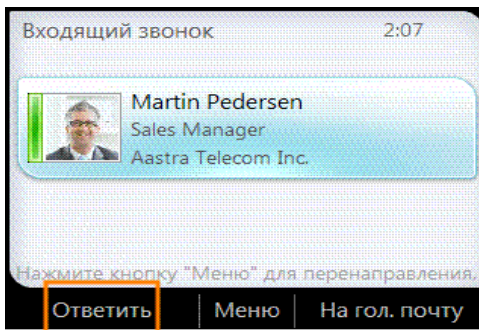 Входящий звонок 2:07
Martin Pedersen
Sales Manager
Aastra Telecom Inc.
Нажмите кнопку "Меню" для перенаправления.
Ответить Меню На гол. почту